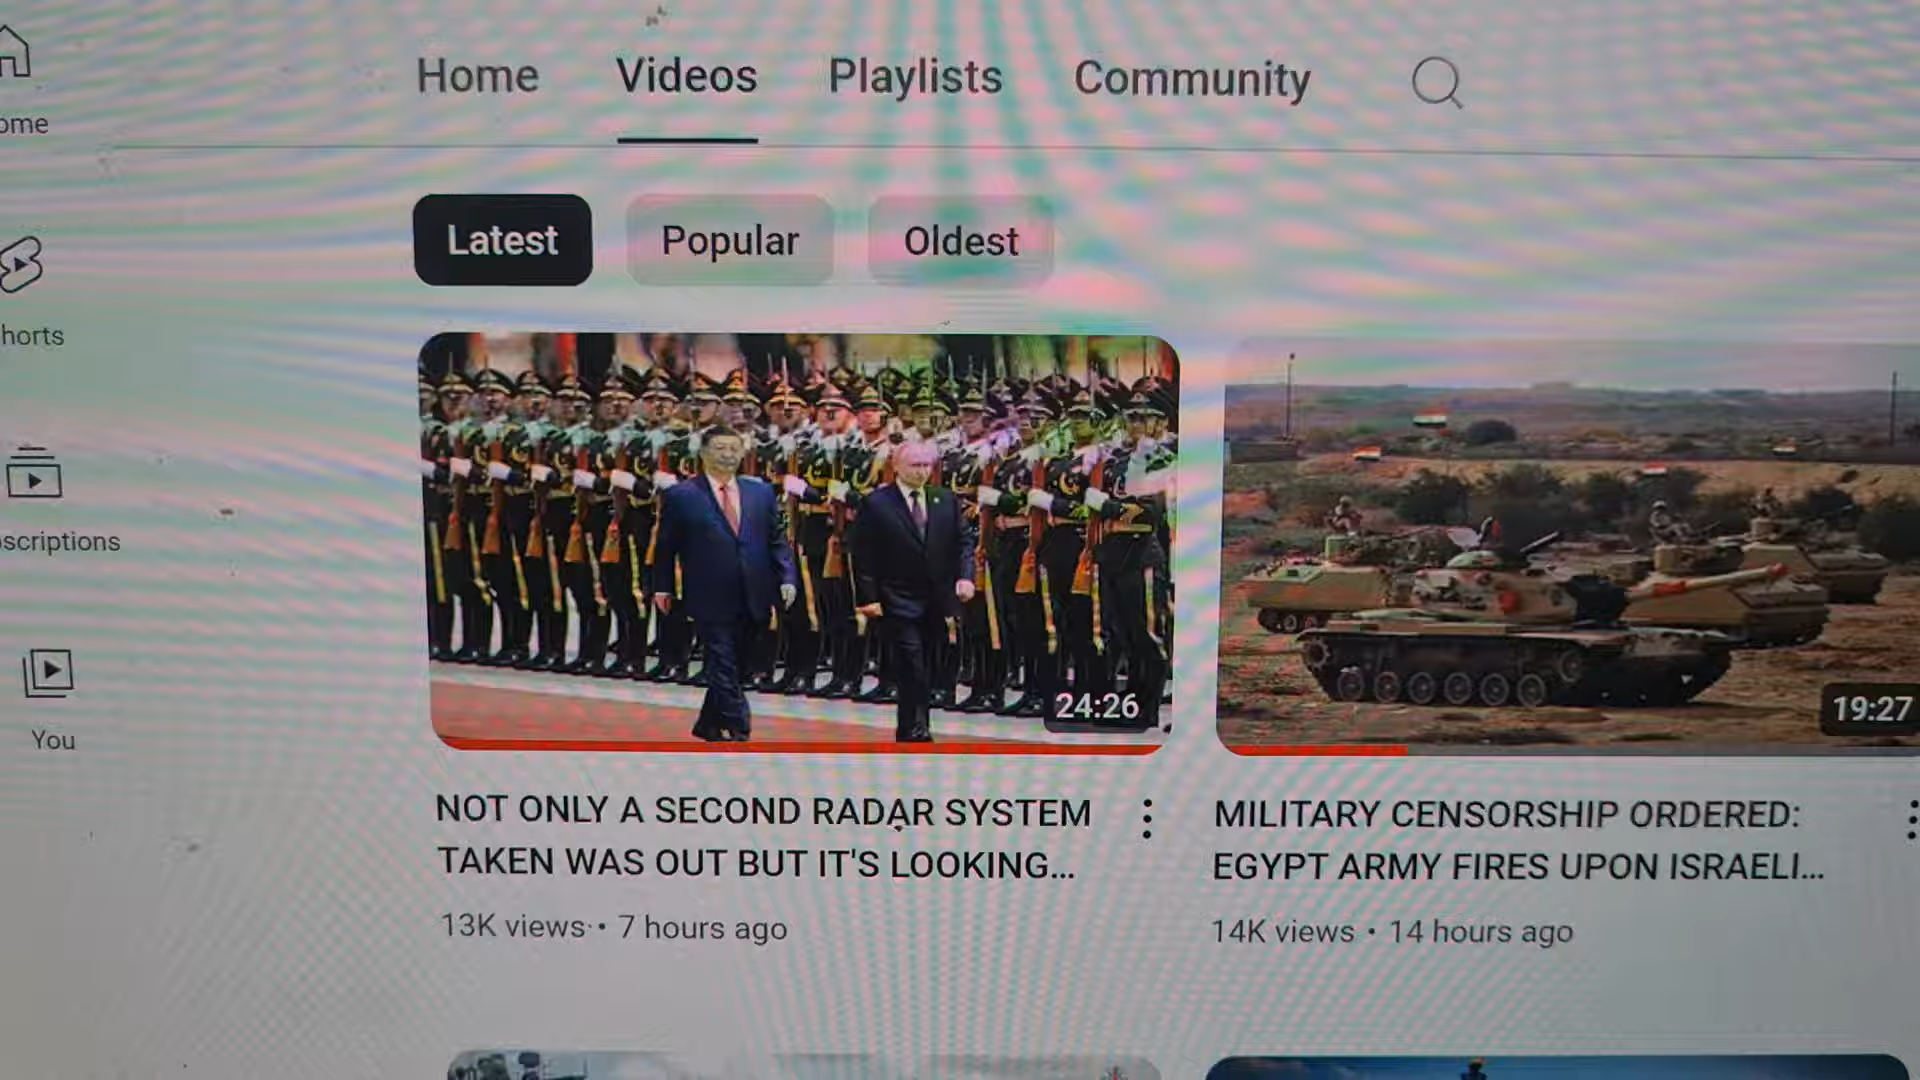 Home Videos Playlists Community
ome
Latest Popular Oldest
horts
scriptions
You
24:26
19:27
NOT ONLY A SECOND RADAR SYSTEM
TAKEN WAS OUT BUT IT'S LOOKING...
13K views • 7 hours ago
MILITARY CENSORSHIP ORDERED:
EGYPT ARMY FIRES UPON ISRAELI...
14K views • 14 hours ago